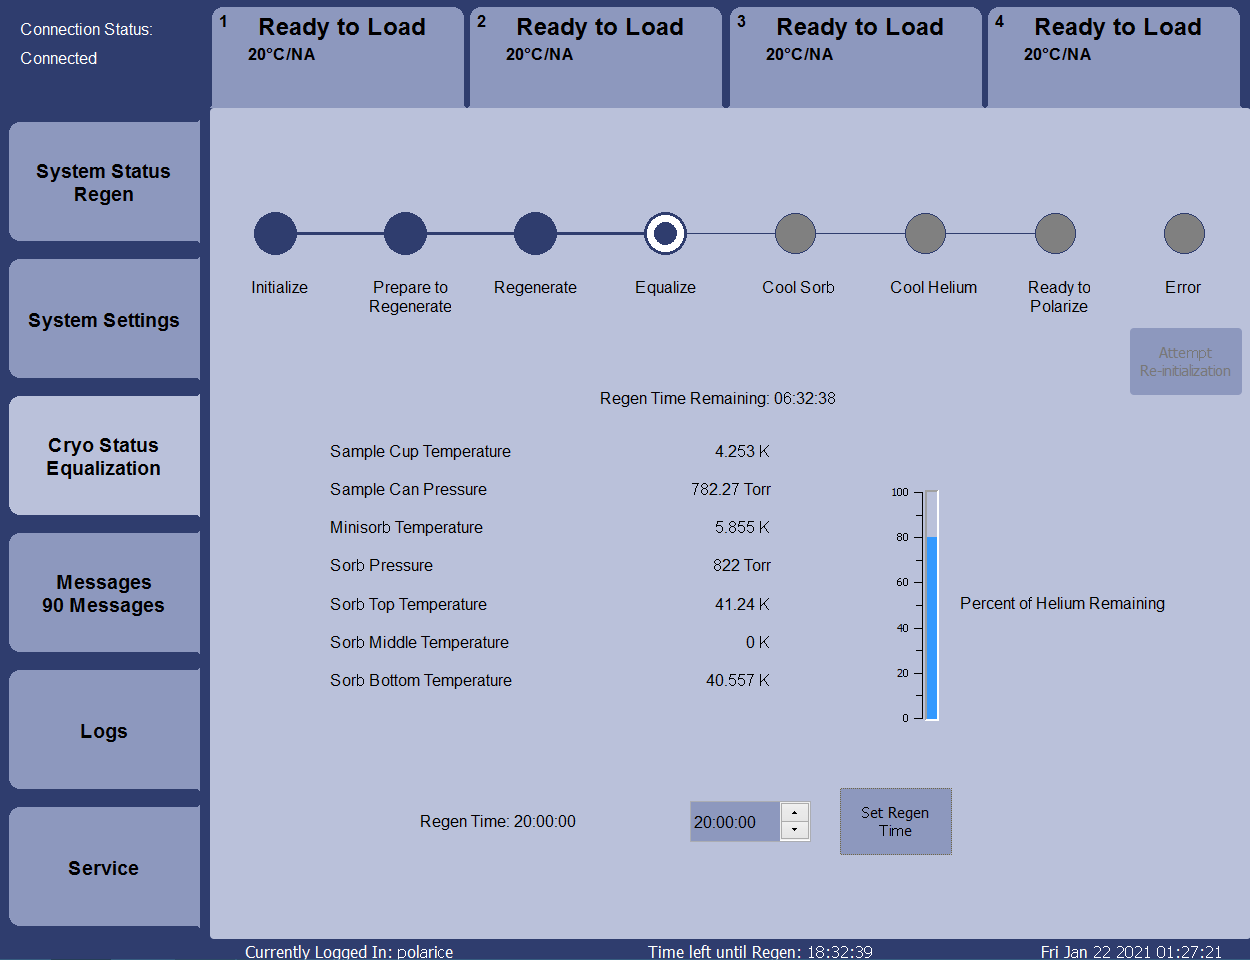 Connection Status:
Connected
1 Ready to Load
20°C/NA
2 Ready to Load
20°C/NA
3 Ready to Load
20°C/NA
4 Ready to Load
20°C/NA
System Status
Regen
System Settings
Cryo Status
Equalization
Messages
90 Messages
Logs
Service
Initialize
Prepare to
Regenerate
Regenerate
Equalize
Cool Sorb
Cool Helium
Ready to
Polarize
Error
Attempt
Re-initialization
Regen Time Remaining: 06:32:38
Sample Cup Temperature 4.253 K
Sample Can Pressure 782.27 Torr
Minisorb Temperature 5.855 K
Sorb Pressure 822 Torr
Sorb Top Temperature 41.24 K
Sorb Middle Temperature 0 K
Sorb Bottom Temperature 40.557 K
100
80
60
40
20
0
Percent of Helium Remaining
Regen Time: 20:00:00
20:00:00
Set Regen
Time
Currently Logged In: polarice
Time left until Regen: 18:32:39
Fri Jan 22 2021 01:27:21